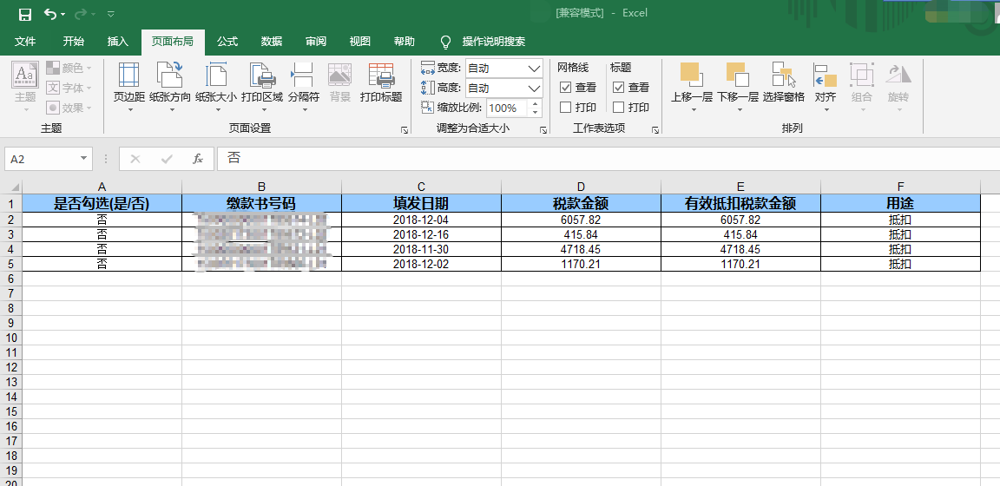 [兼容模式] - Excel
文件 开始 插入 页面布局 公式 数据 审阅 视图 帮助 操作说明搜索
颜色 宽度: 自动 网格线 标题
主题 字体 页边距 纸张方向 纸张大小 打印区域 分隔符 背景 打印标题 高度: 自动 查看 查看 上移一层 下移一层 选择窗格 对齐 组合 旋转
效果 缩放比例: 100% 打印 打印
主题 页面设置 调整为合适大小 工作表选项 排列
A2 fx 否
A B C D E F
1 是否勾选(是/否) 缴款书号码 填发日期 税款金额 有效抵扣税款金额 用途
2 否 2018-12-04 6057.82 6057.82 抵扣
3 否 2018-12-16 415.84 415.84 抵扣
4 否 2018-11-30 4718.45 4718.45 抵扣
5 否 2018-12-02 1170.21 1170.21 抵扣
6
7
8
9
10
11
12
13
14
15
16
17
18
19
20